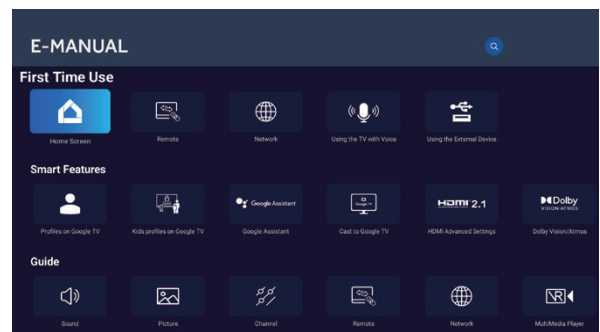 E-MANUAL
First Time Use
Home Screen
Remote
Network
Using the TV with Voice
Using the External Device
Smart Features
Google Assistant
HDMI 2.1
Dolby
VISION·ATMOS
Profiles on Google TV
Kids profiles on Google TV
Google Assistant
Cast to Google TV
HDMI Advanced Settings
Dolby Vision/Atmos
Guide
Sound
Picture
Channel
Remote
Network
MultiMedia Player